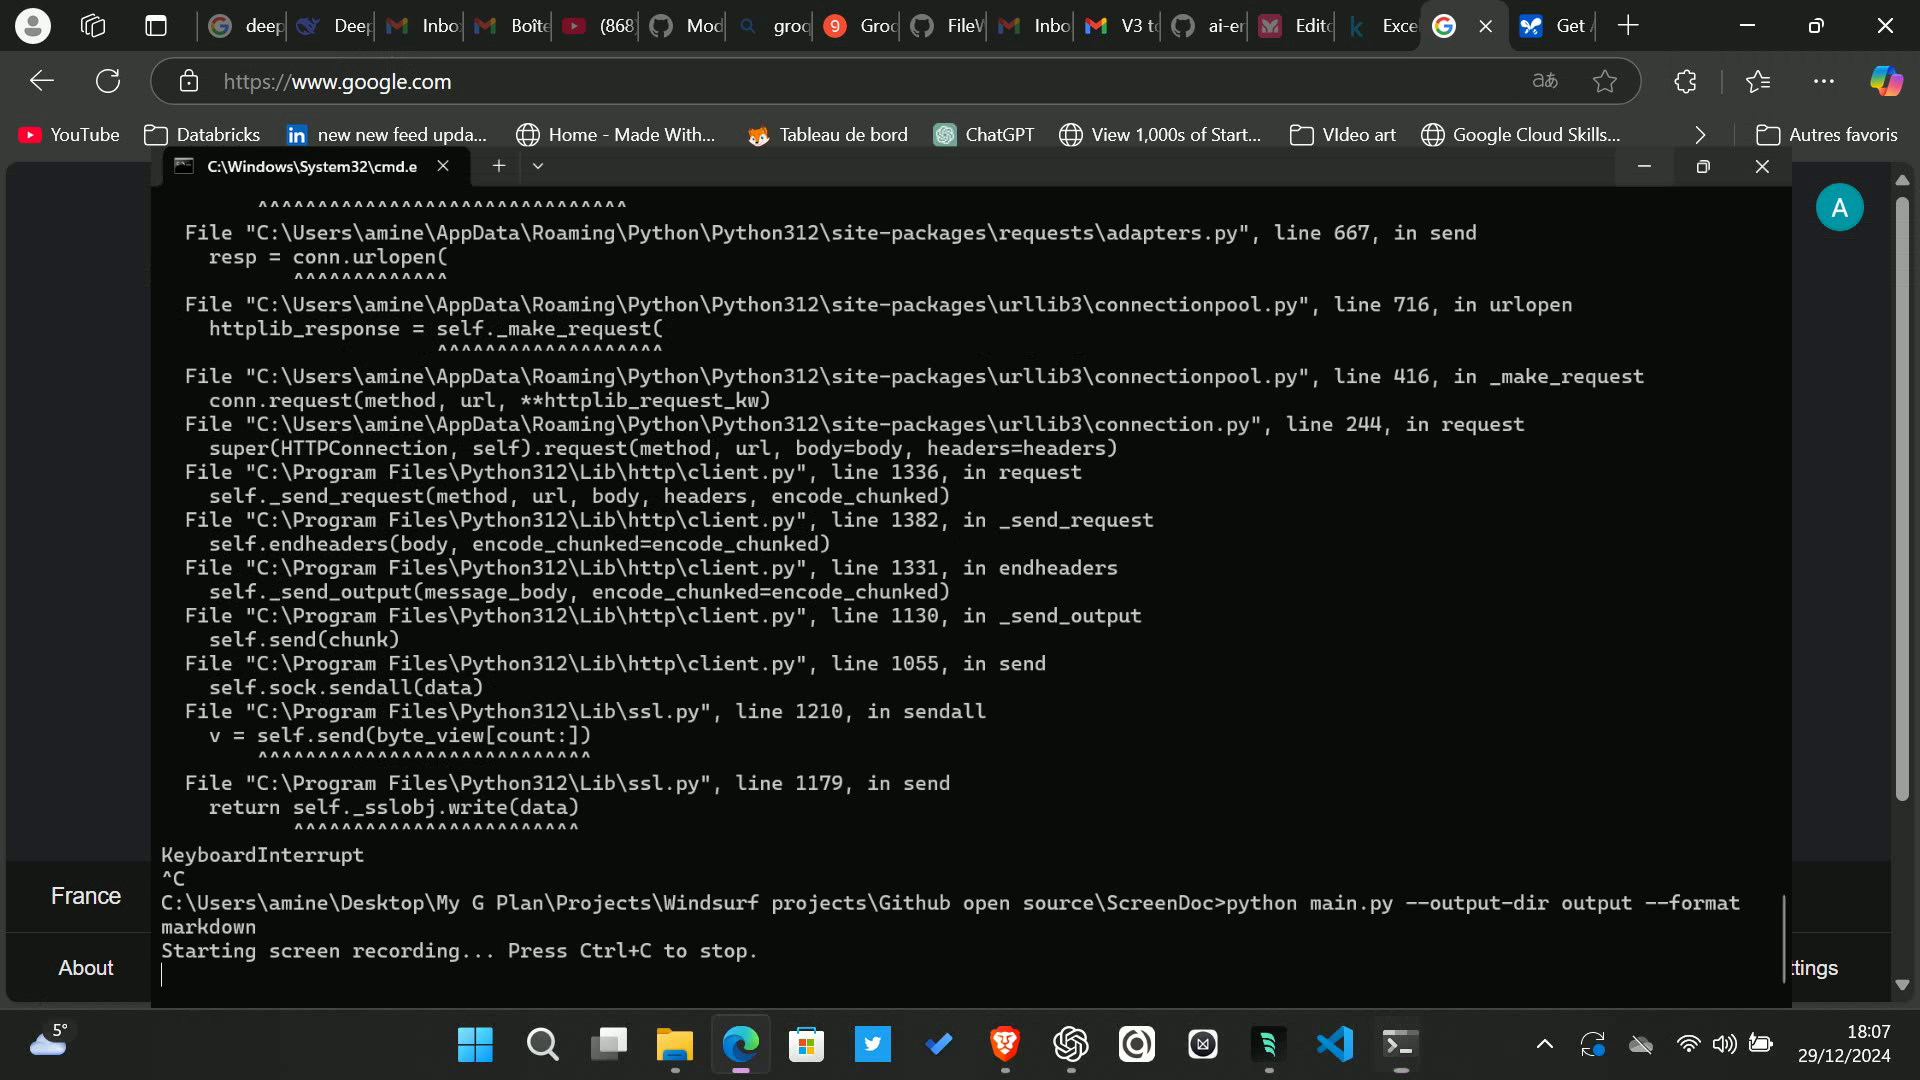 deep
Deep
Inbo
Boîte
(868
Mod
groq
9
Groc
FileV
Inbo
V3 to
ai-er
Edito
Exce
Get
https://www.google.com
YouTube
Databricks
new new feed upda...
Home - Made With...
Tableau de bord
ChatGPT
View 1,000s of Start...
VIdeo art
Google Cloud Skills...
Autres favoris
C:\Windows\System32\cmd.e
A
^^^^^^^^^^^^^^^^^^^^^^^^^^^^^^^
File "C:\Users\amine\AppData\Roaming\Python\Python312\site-packages\requests\adapters.py", line 667, in send
resp = conn.urlopen(
^^^^^^^^^^^^^
File "C:\Users\amine\AppData\Roaming\Python\Python312\site-packages\urllib3\connectionpool.py", line 716, in urlopen
httplib_response = self._make_request(
^^^^^^^^^^^^^^^^^^^
File "C:\Users\amine\AppData\Roaming\Python\Python312\site-packages\urllib3\connectionpool.py", line 416, in _make_request
conn.request(method, url, **httplib_request_kw)
File "C:\Users\amine\AppData\Roaming\Python\Python312\site-packages\urllib3\connection.py", line 244, in request
super(HTTPConnection, self).request(method, url, body=body, headers=headers)
File "C:\Program Files\Python312\Lib\http\client.py", line 1336, in request
self._send_request(method, url, body, headers, encode_chunked)
File "C:\Program Files\Python312\Lib\http\client.py", line 1382, in _send_request
self.endheaders(body, encode_chunked=encode_chunked)
File "C:\Program Files\Python312\Lib\http\client.py", line 1331, in endheaders
self._send_output(message_body, encode_chunked=encode_chunked)
File "C:\Program Files\Python312\Lib\http\client.py", line 1130, in _send_output
self.send(chunk)
File "C:\Program Files\Python312\Lib\http\client.py", line 1055, in send
self.sock.sendall(data)
File "C:\Program Files\Python312\Lib\ssl.py", line 1210, in sendall
v = self.send(byte_view[count:])
^^^^^^^^^^^^^^^^^^^^^^^^^^^^
File "C:\Program Files\Python312\Lib\ssl.py", line 1179, in send
return self._sslobj.write(data)
^^^^^^^^^^^^^^^^^^^^^^^^
KeyboardInterrupt
^C
C:\Users\amine\Desktop\My G Plan\Projects\Windsurf projects\Github open source\ScreenDoc>python main.py --output-dir output --format
markdown
Starting screen recording... Press Ctrl+C to stop.
France
About
ttings
5°
18:07
29/12/2024